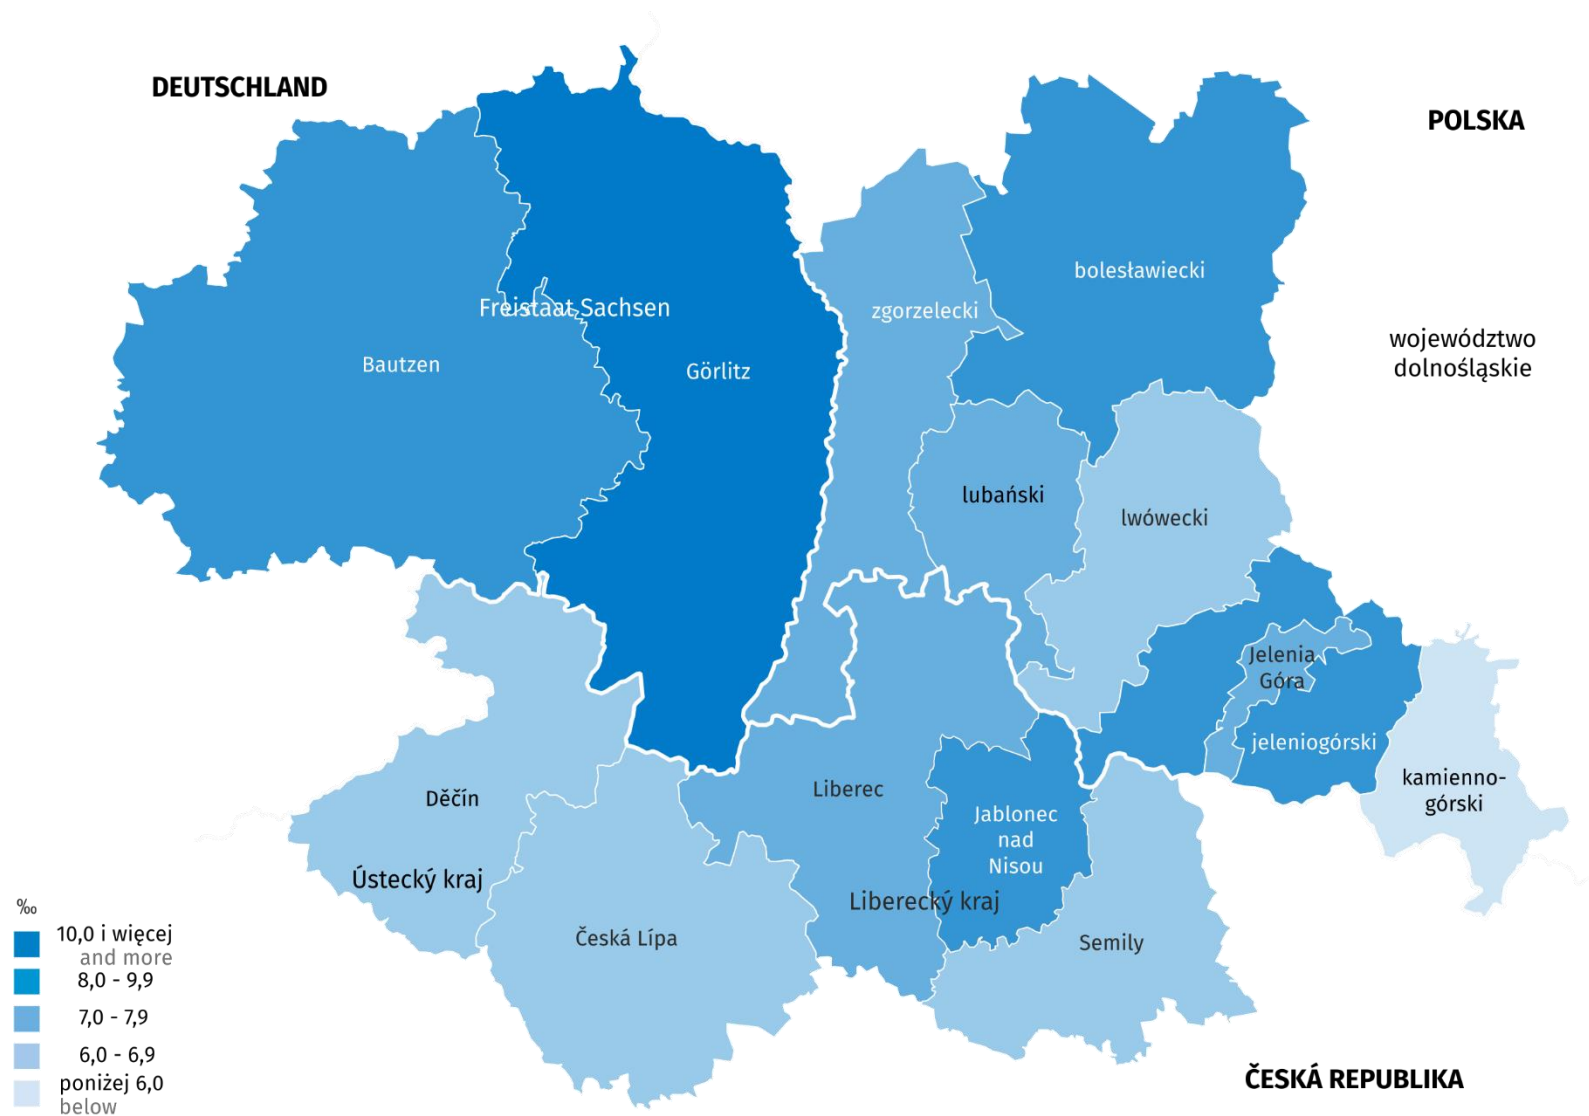 DEUTSCHLAND
POLSKA
bolesławiecki
Freistaat Sachsen
zgorzelecki
województwo
dolnośląskie
Bautzen
Görlitz
lubański
lwówecki
Jelenia
Góra
jeleniogórski
kamienno-
górski
Děčín
Liberec
Jablonec
nad
Nisou
Ústecký kraj
Liberecký kraj
Česká Lípa
Semily
‰
10,0 i więcej
and more
8,0 - 9,9
7,0 - 7,9
6,0 - 6,9
poniżej 6,0
below
ČESKÁ REPUBLIKA